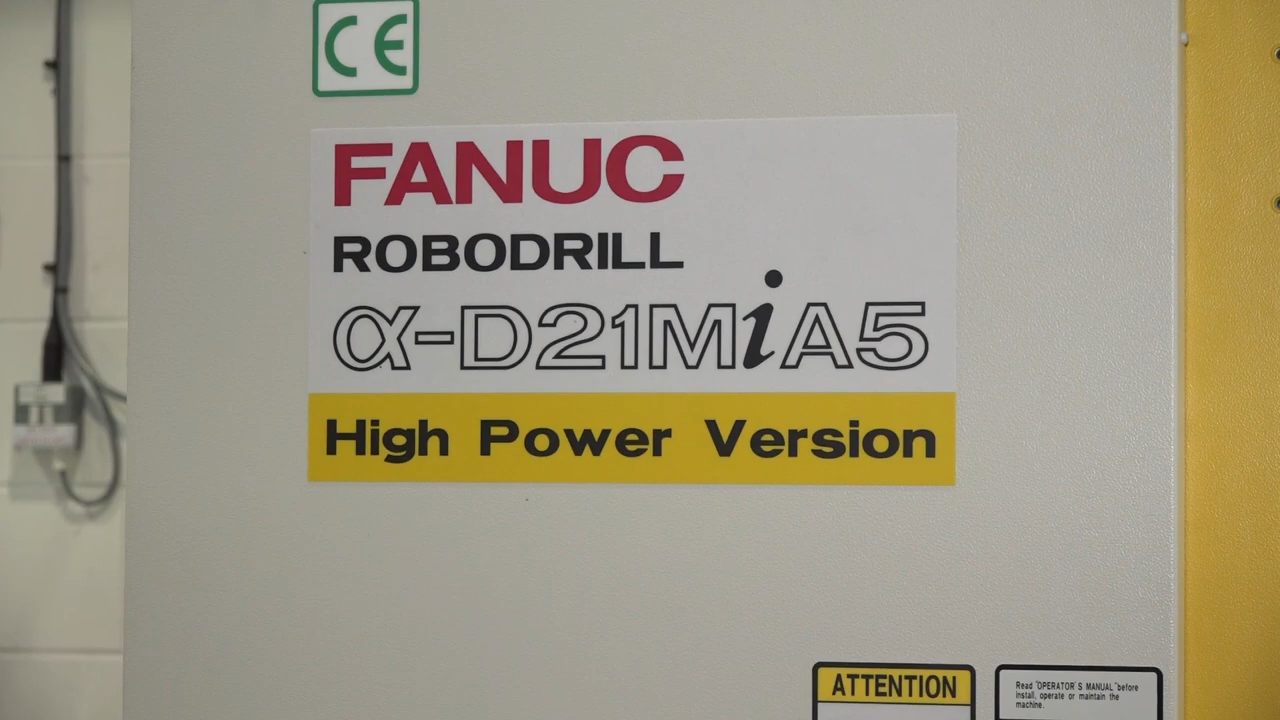 CE
FANUC
ROBODRILL
α-D21MiA5
High Power Version
ATTENTION
Read "OPERATOR'S MANUAL" before
install, operate or maintain the
machine.